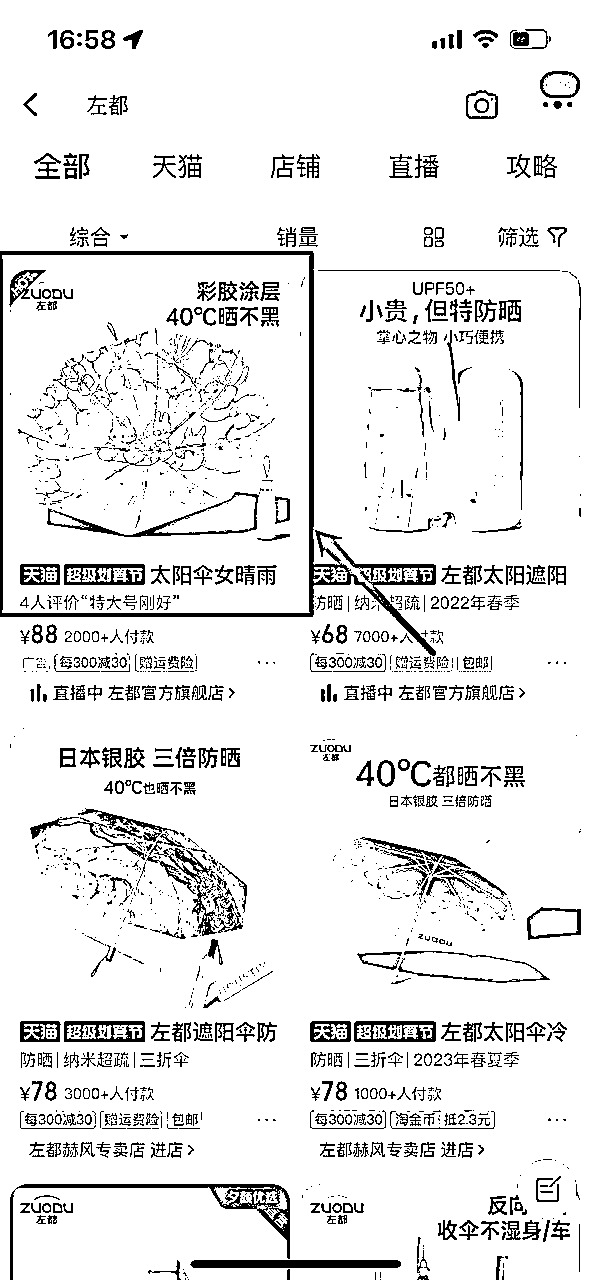 16:58
左都
全部 天猫 店铺 直播 攻略
综合 销量 筛选
ZUODU
左都
彩胶涂层
40℃晒不黑
天猫 超级划算节 太阳伞女晴雨
4人评价“特大号刚好”
¥88 2000+人付款
广告 每300减30 赠运费险
直播中 左都官方旗舰店>
UPF50+
小贵,但特防晒
掌心之物 小巧便携
天猫 超级划算节 左都太阳遮阳
防晒|纳米超疏|2022年春季
¥68 7000+人付款
每300减30 赠运费险 包邮
直播中 左都官方旗舰店>
日本银胶 三倍防晒
40℃也晒不黑
天猫 超级划算节 左都遮阳伞防
防晒|纳米超疏|三折伞
¥78 3000+人付款
每300减30 赠运费险 包邮
左都赫风专卖店 进店>
ZUODU
左都
40℃都晒不黑
日本银胶 三倍防晒
ZUODU
天猫 超级划算节 左都太阳伞冷
防晒|三折伞|2023年春夏季
¥78 1000+人付款
每300减30 淘金币抵2.3元
左都赫风专卖店 进店>
ZUODU
左都
ZUODU
左都
反向
收伞不湿身/车